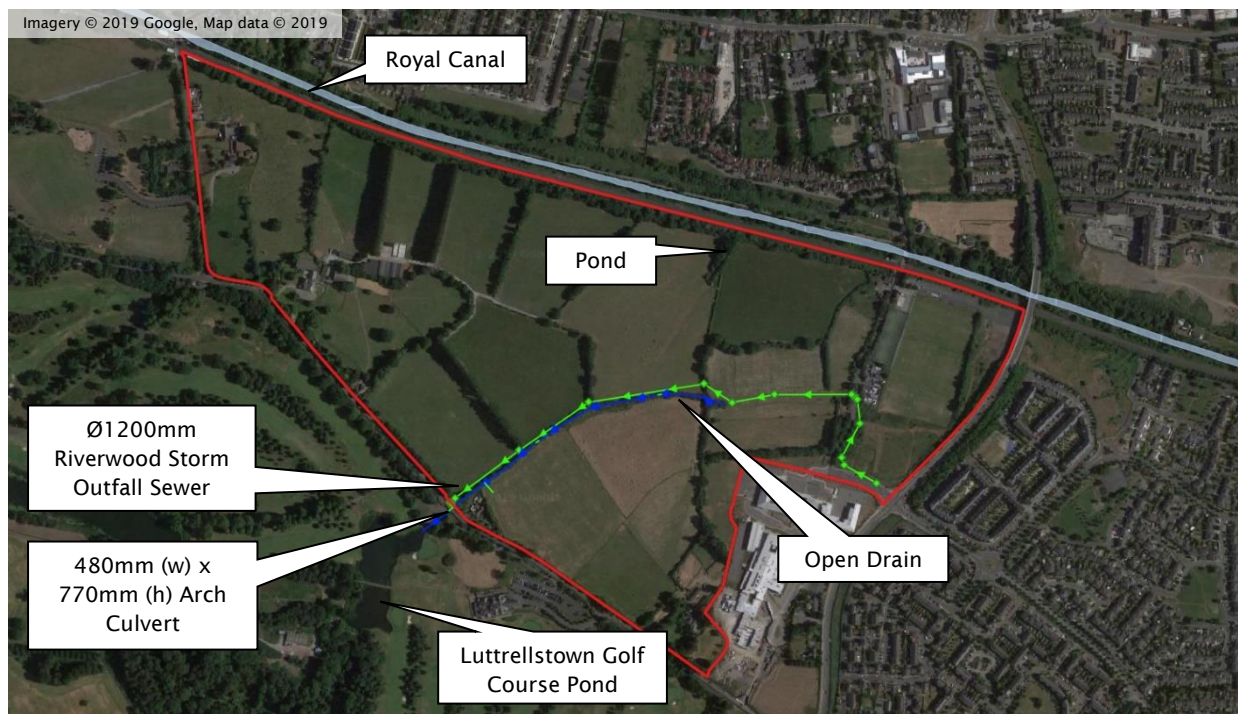 Imagery © 2019 Google, Map data © 2019
Royal Canal
Pond
Ø1200mm
Riverwood Storm
Outfall Sewer
480mm (w) x
770mm (h) Arch
Culvert
Open Drain
Luttrellstown Golf
Course Pond